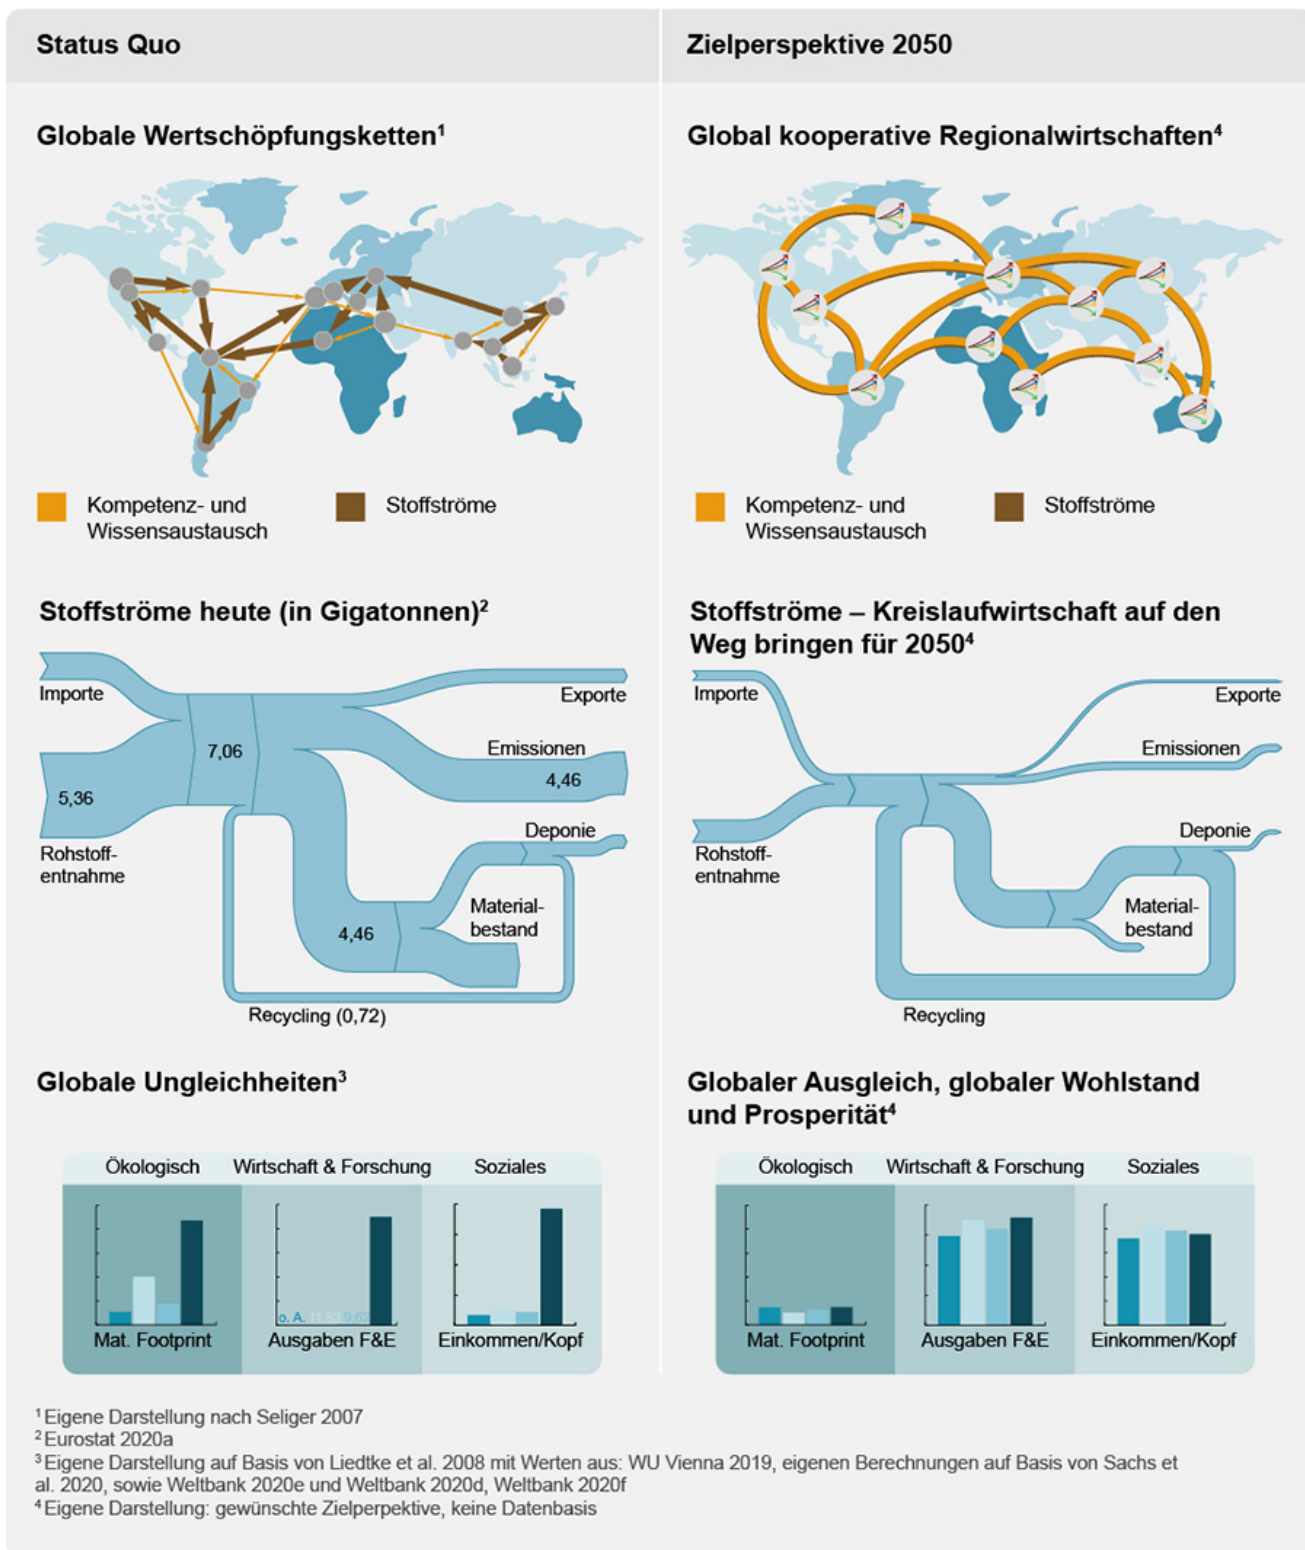 Status Quo
Globale Wertschöpfungsketten¹
Kompetenz- und
Wissensaustausch
Stoffströme
Stoffströme heute (in Gigatonnen)²
Importe
Exporte
7,06
Emissionen
4,46
5,36
Deponie
Rohstoff-
entnahme
Material-
bestand
4,46
Recycling (0,72)
Globale Ungleichheiten³
Ökologisch
Wirtschaft & Forschung
Soziales
o. A.
9,62
Mat. Footprint
Ausgaben F&E
Einkommen/Kopf
Zielperspektive 2050
Global kooperative Regionalwirtschaften⁴
Kompetenz- und
Wissensaustausch
Stoffströme
Stoffströme – Kreislaufwirtschaft auf den
Weg bringen für 2050⁴
Importe
Exporte
Emissionen
Deponie
Rohstoff-
entnahme
Material-
bestand
Recycling
Globaler Ausgleich, globaler Wohlstand
und Prosperität⁴
Ökologisch
Wirtschaft & Forschung
Soziales
Mat. Footprint
Ausgaben F&E
Einkommen/Kopf
¹ Eigene Darstellung nach Seliger 2007
² Eurostat 2020a
³ Eigene Darstellung auf Basis von Liedtke et al. 2008 mit Werten aus: WU Vienna 2019, eigenen Berechnungen auf Basis von Sachs et
al. 2020, sowie Weltbank 2020e und Weltbank 2020d, Weltbank 2020f
⁴ Eigene Darstellung: gewünschte Zielperpektive, keine Datenbasis